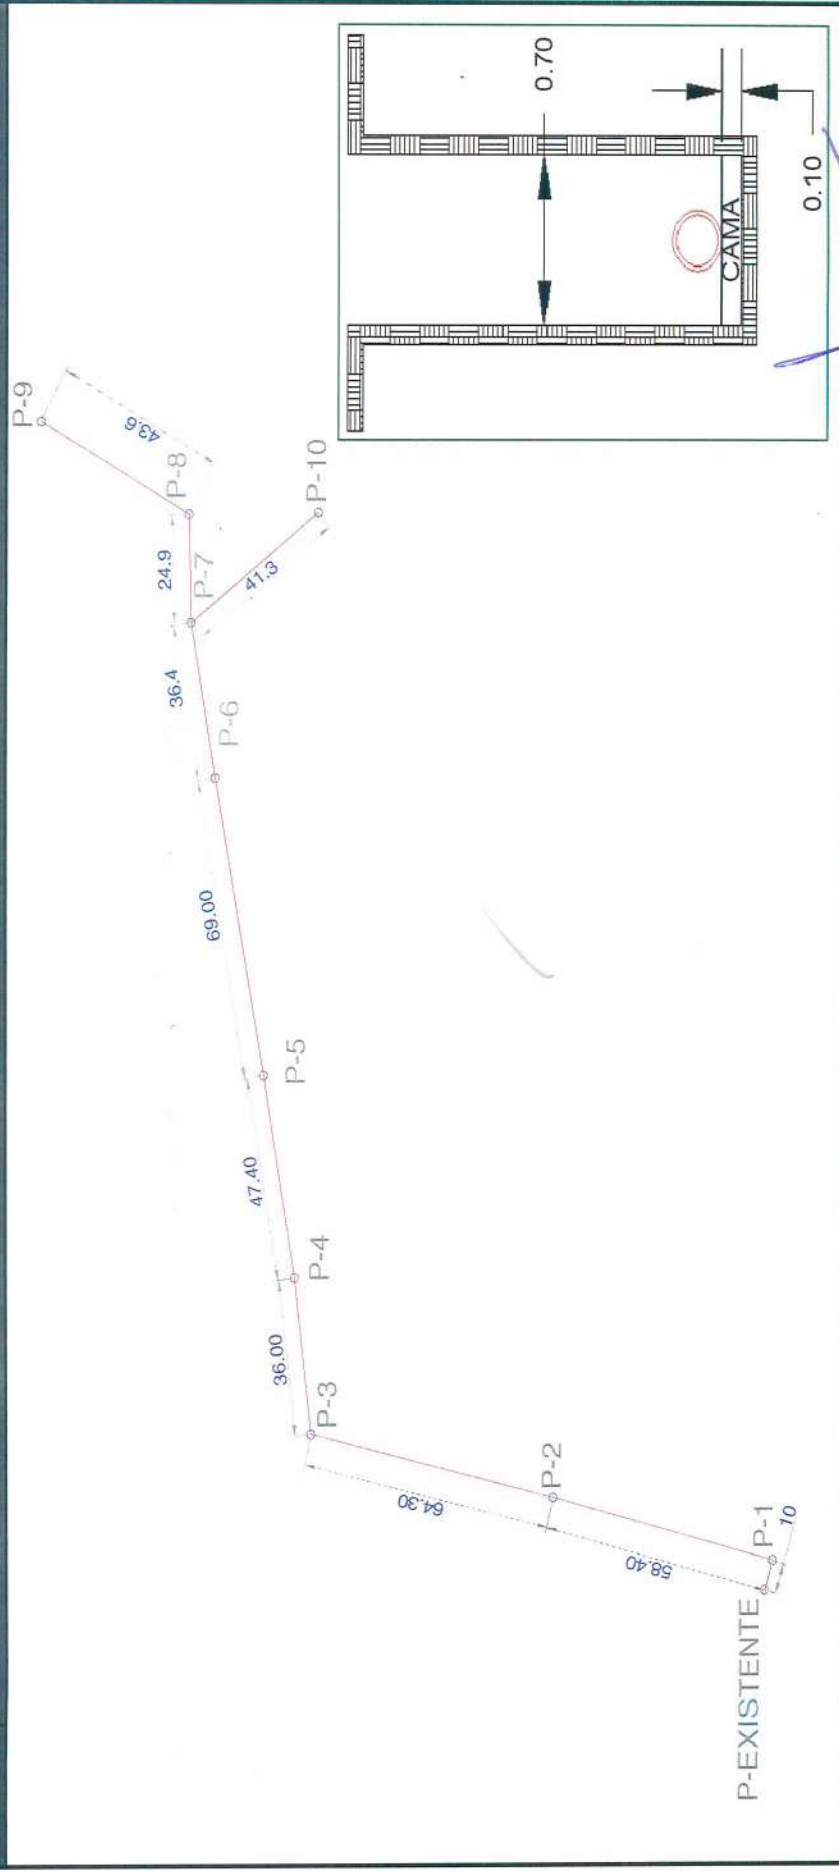 P-EXISTENTE
10
P-1
58.40
P-2
64.30
P-3
36.00
P-4
47.40
P-5
69.00
P-6
36.4
P-7
24.9
P-8
43.6
P-9
41.3
P-10
0.70
CAMA
0.10